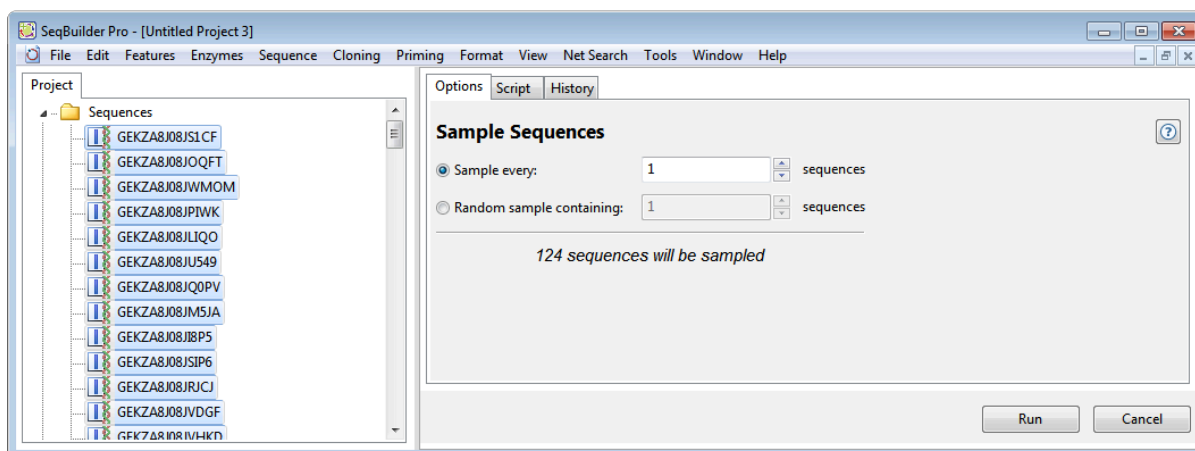 SeqBuilder Pro - [Untitled Project 3]
File Edit Features Enzymes Sequence Cloning Priming Format View Net Search Tools Window Help
Project
Sequences
GEKZA8J08JS1CF
GEKZA8J08JOQFT
GEKZA8J08JWMOM
GEKZA8J08JPIWK
GEKZA8J08JLIQO
GEKZA8J08JU549
GEKZA8J08JQ0PV
GEKZA8J08JM5JA
GEKZA8J08JI8P5
GEKZA8J08JSIP6
GEKZA8J08JRJCJ
GEKZA8J08JVDGF
GEKZA8J08JVHKD
Options Script History
Sample Sequences
Sample every: 1 sequences
Random sample containing: 1 sequences
124 sequences will be sampled
Run Cancel